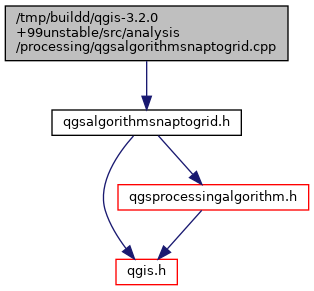 /tmp/buildd/qgis-3.2.0
+99unstable/src/analysis
/processing/qgsalgorithmsnaptogrid.cpp
qgsalgorithmsnaptogrid.h
qgsprocessingalgorithm.h
qgis.h